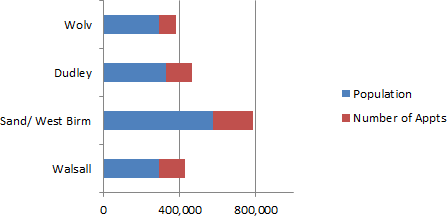 Wolv
Dudley
Sand/ West Birm
Walsall
0 400,000 800,000
Population
Number of Appts